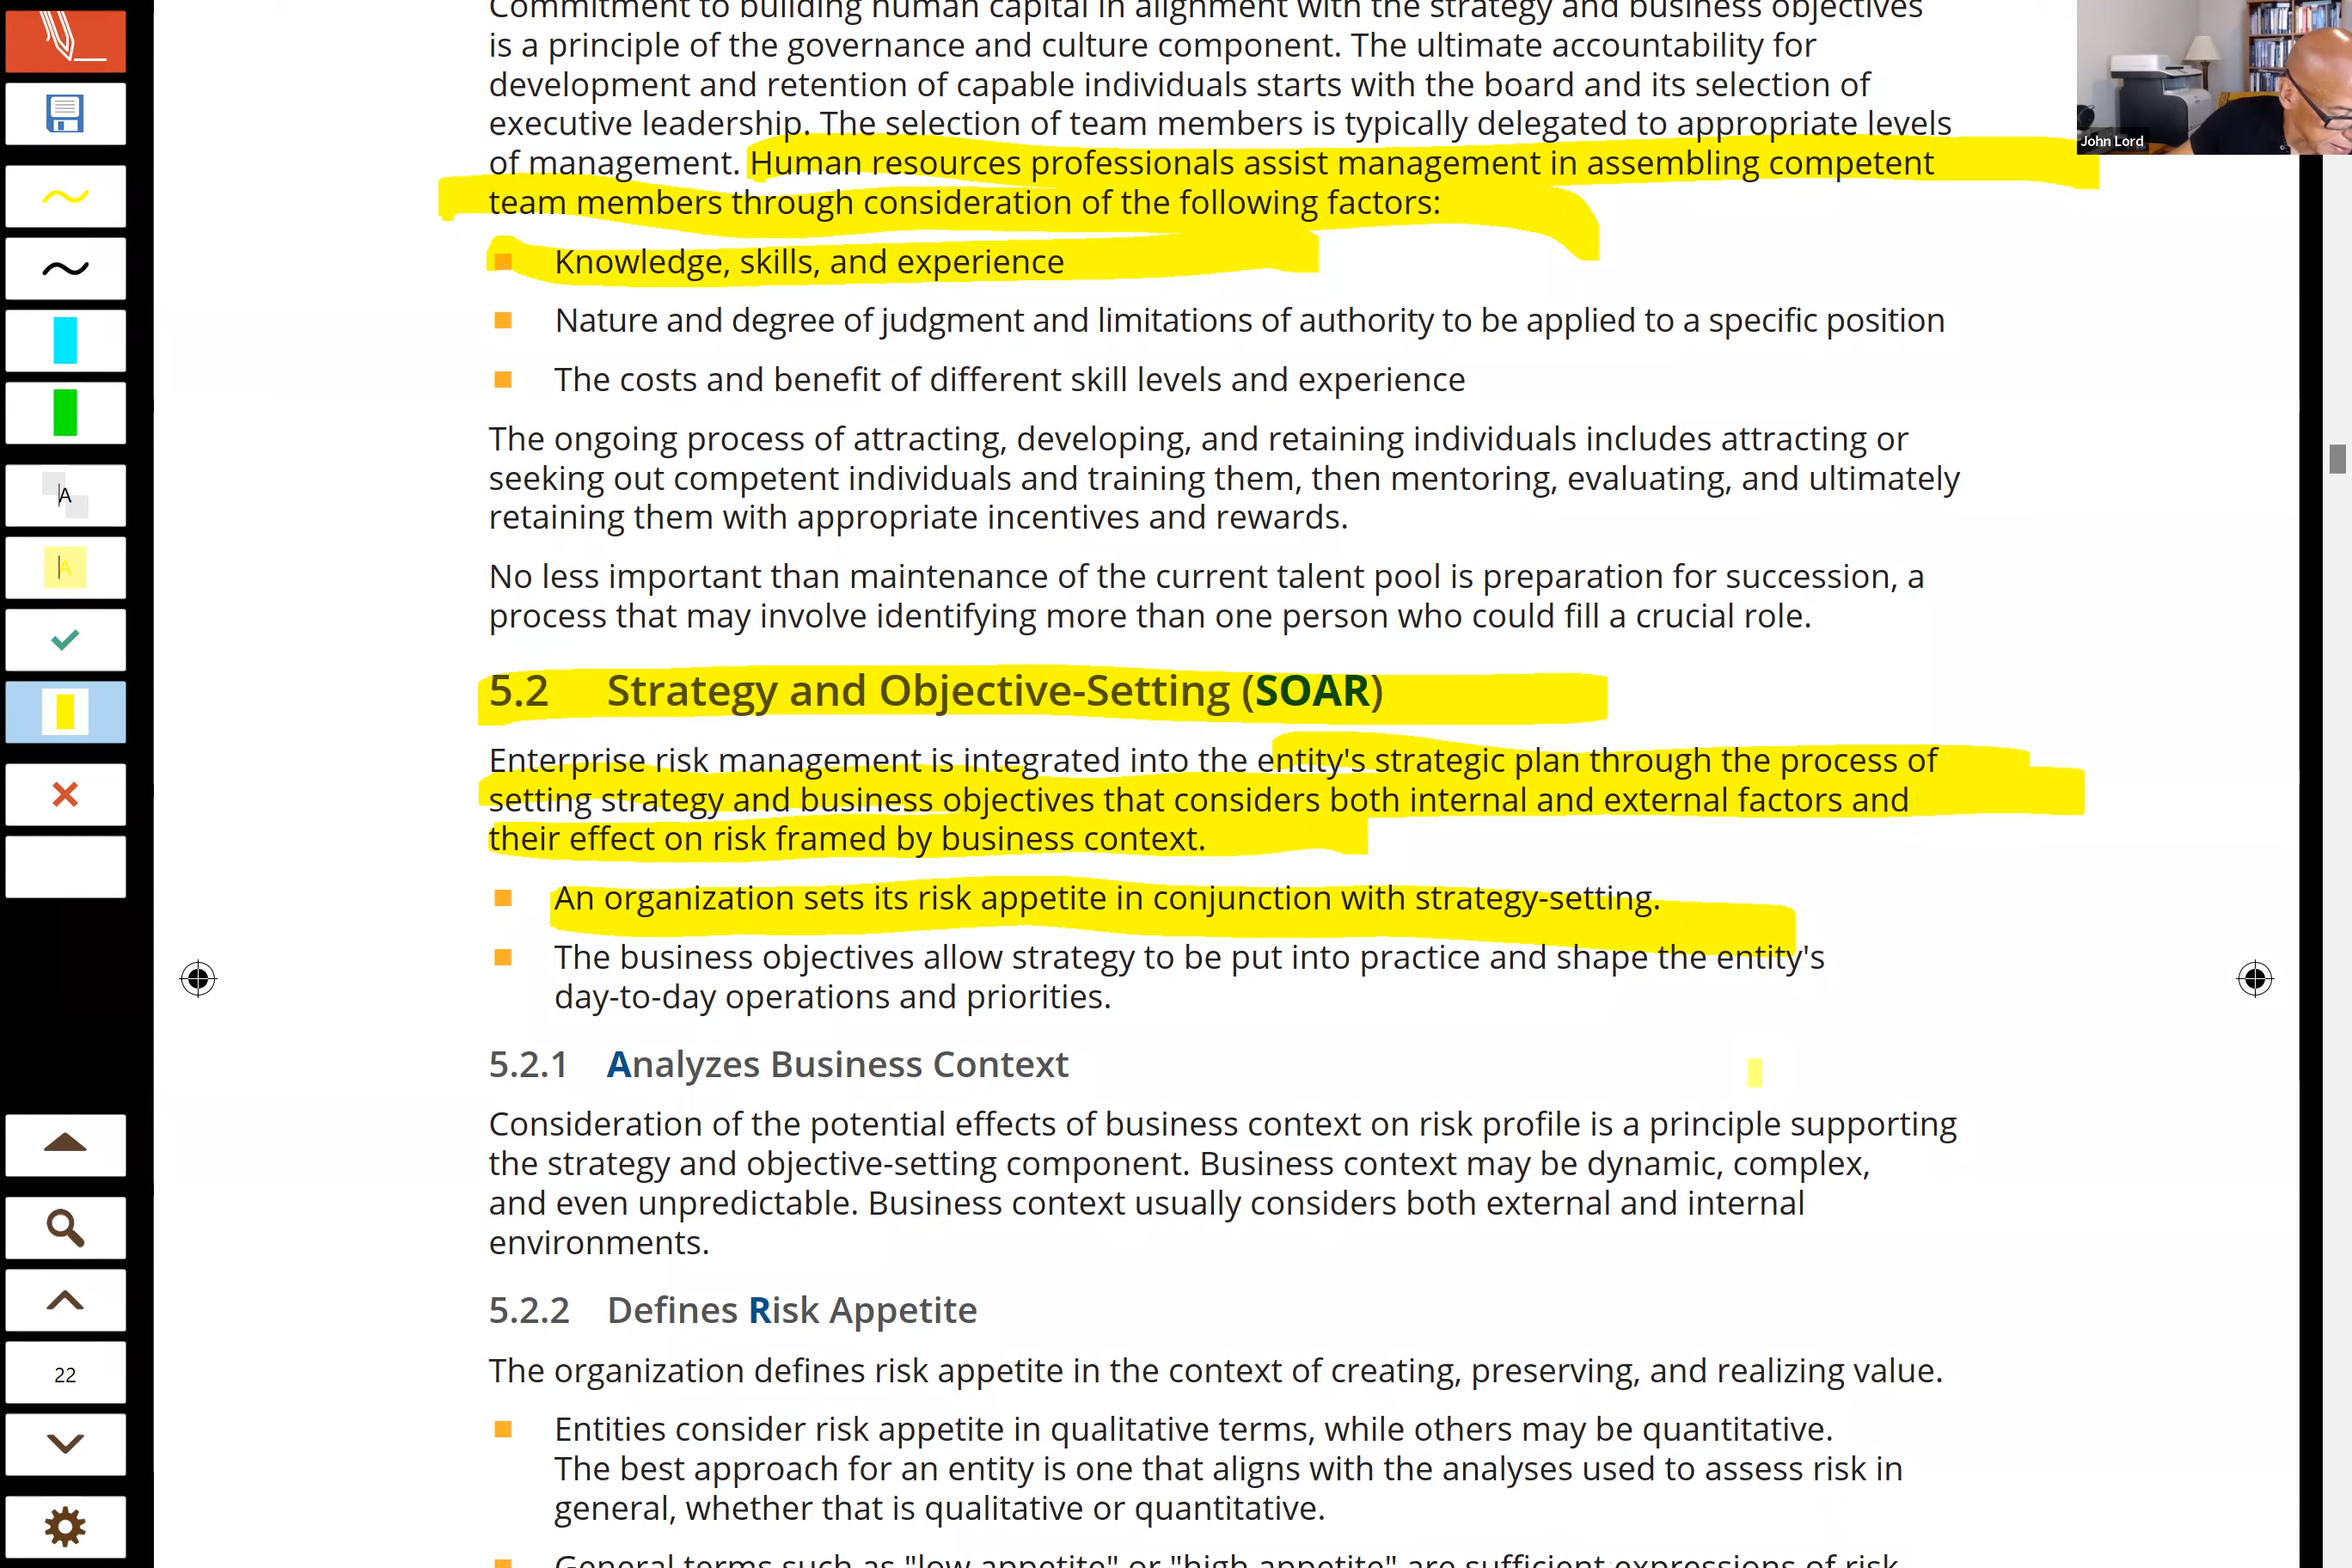 Commitment to building human capital in alignment with the strategy and business objectives
is a principle of the governance and culture component. The ultimate accountability for
development and retention of capable individuals starts with the board and its selection of
executive leadership. The selection of team members is typically delegated to appropriate levels
of management. Human resources professionals assist management in assembling competent
team members through consideration of the following factors:
Knowledge, skills, and experience
Nature and degree of judgment and limitations of authority to be applied to a specific position
The costs and benefit of different skill levels and experience
The ongoing process of attracting, developing, and retaining individuals includes attracting or
seeking out competent individuals and training them, then mentoring, evaluating, and ultimately
retaining them with appropriate incentives and rewards.
No less important than maintenance of the current talent pool is preparation for succession, a
process that may involve identifying more than one person who could fill a crucial role.
5.2 Strategy and Objective-Setting (SOAR)
Enterprise risk management is integrated into the entity's strategic plan through the process of
setting strategy and business objectives that considers both internal and external factors and
their effect on risk framed by business context.
An organization sets its risk appetite in conjunction with strategy-setting.
The business objectives allow strategy to be put into practice and shape the entity's
day-to-day operations and priorities.
5.2.1 Analyzes Business Context
Consideration of the potential effects of business context on risk profile is a principle supporting
the strategy and objective-setting component. Business context may be dynamic, complex,
and even unpredictable. Business context usually considers both external and internal
environments.
5.2.2 Defines Risk Appetite
The organization defines risk appetite in the context of creating, preserving, and realizing value.
Entities consider risk appetite in qualitative terms, while others may be quantitative.
The best approach for an entity is one that aligns with the analyses used to assess risk in
general, whether that is qualitative or quantitative.
General terms such as "low appetite" or "high appetite" are sufficient expressions of risk
John Lord
A
A
22